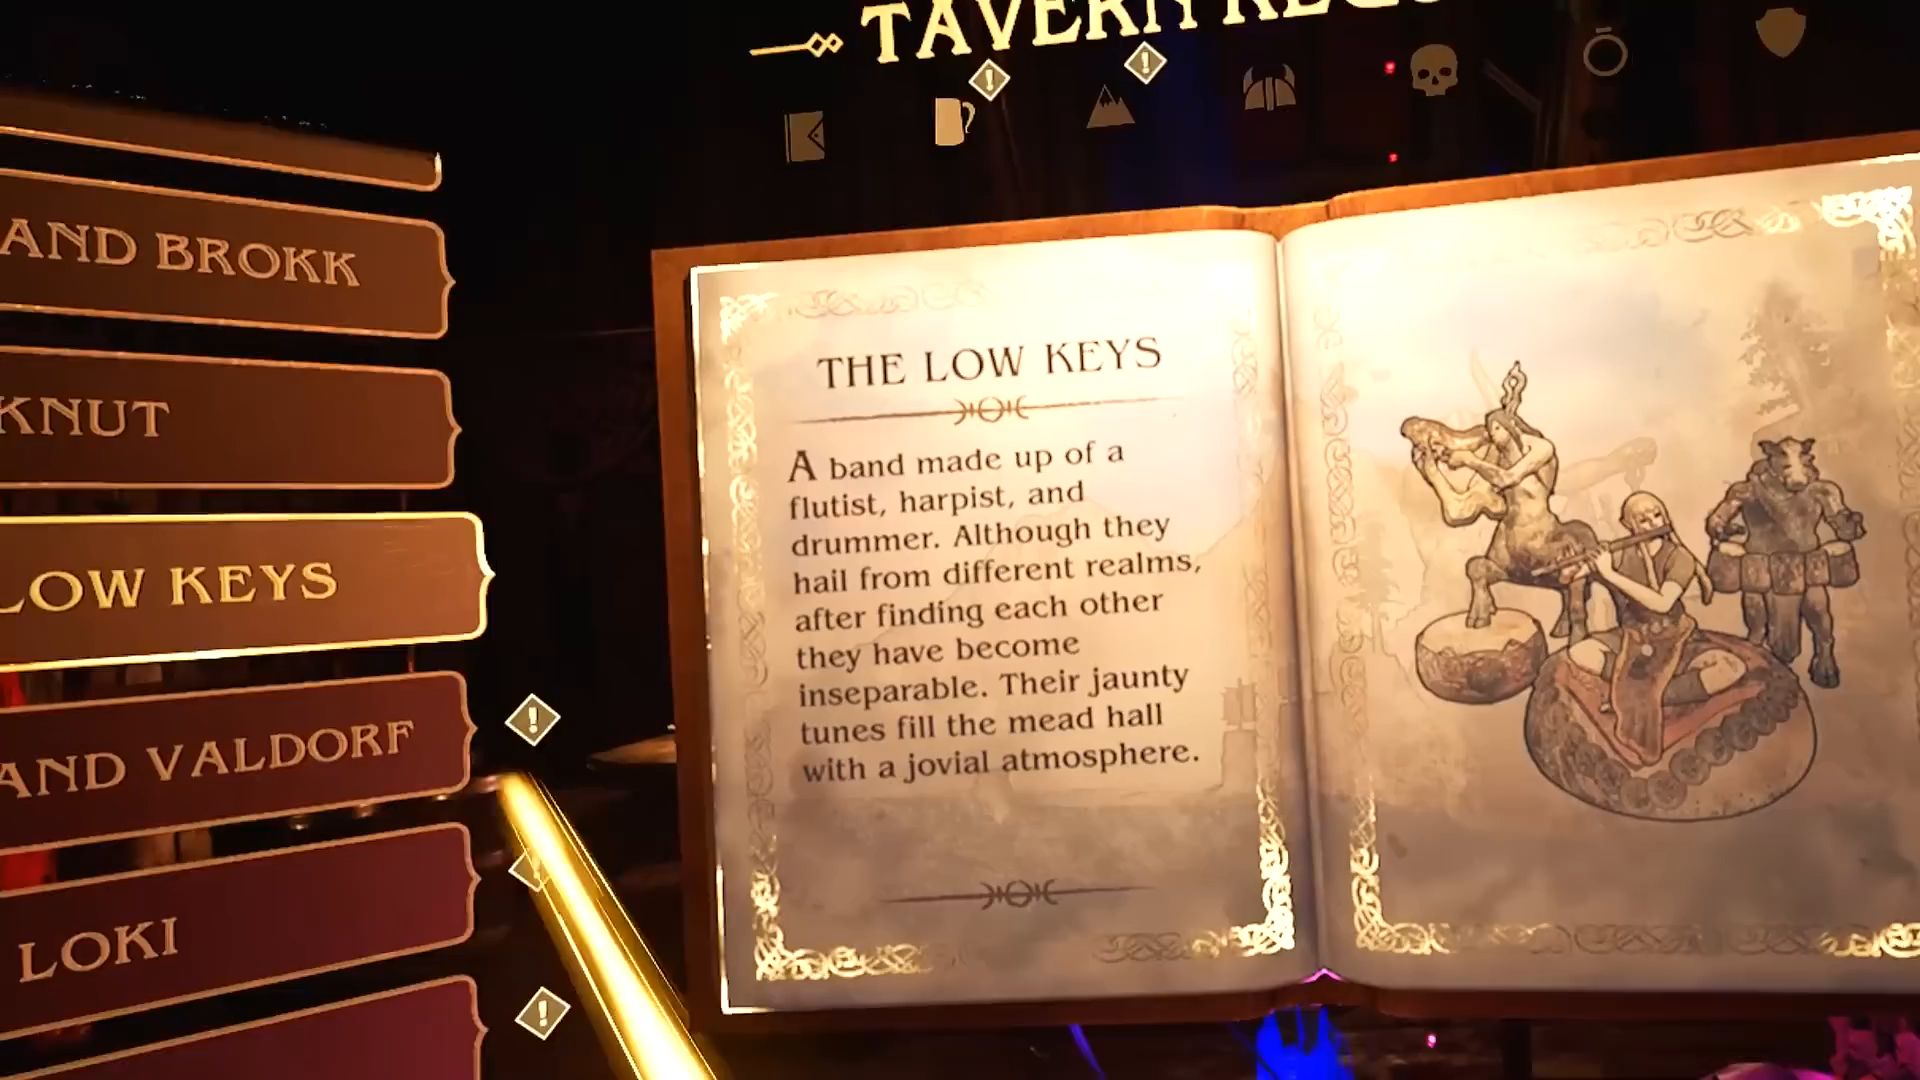 TAVERN
AND BROKK
KNUT
LOW KEYS
AND VALDORF
LOKI
THE LOW KEYS
A band made up of a
flutist, harpist, and
drummer. Although they
hail from different realms,
after finding each other
they have become
inseparable. Their jaunty
tunes fill the mead hall
with a jovial atmosphere.